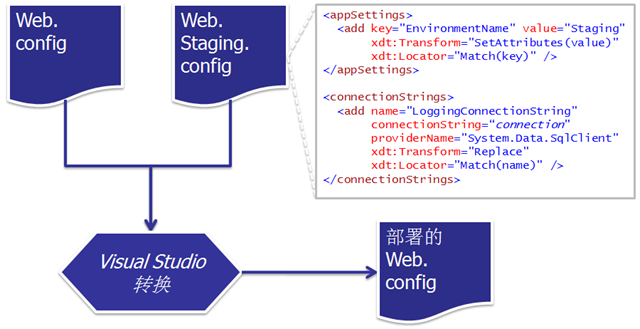 Web.
config
Web.
Staging.
config
<appSettings>
<add key="EnvironmentName" value="Staging"
xdt:Transform="SetAttributes(value)"
xdt:Locator="Match(key)" />
</appSettings>
<connectionStrings>
<add name="LoggingConnectionString"
connectionString="connection"
providerName="System.Data.SqlClient"
xdt:Transform="Replace"
xdt:Locator="Match(name)" />
</connectionStrings>
Visual Studio
转换
部署的
Web.
config